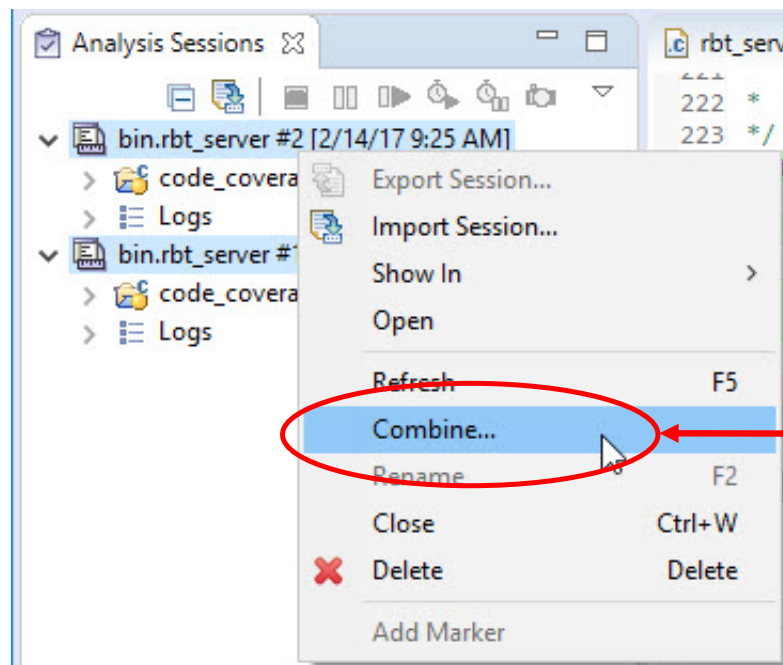 Analysis Sessions
.c rbt_serv
222 *
223 */
bin.rbt_server #2 [2/14/17 9:25 AM]
code_covera
Logs
bin.rbt_server #1
code_covera
Logs
Export Session...
Import Session...
Show In
Open
Refresh F5
Combine...
Rename F2
Close Ctrl+W
Delete Delete
Add Marker